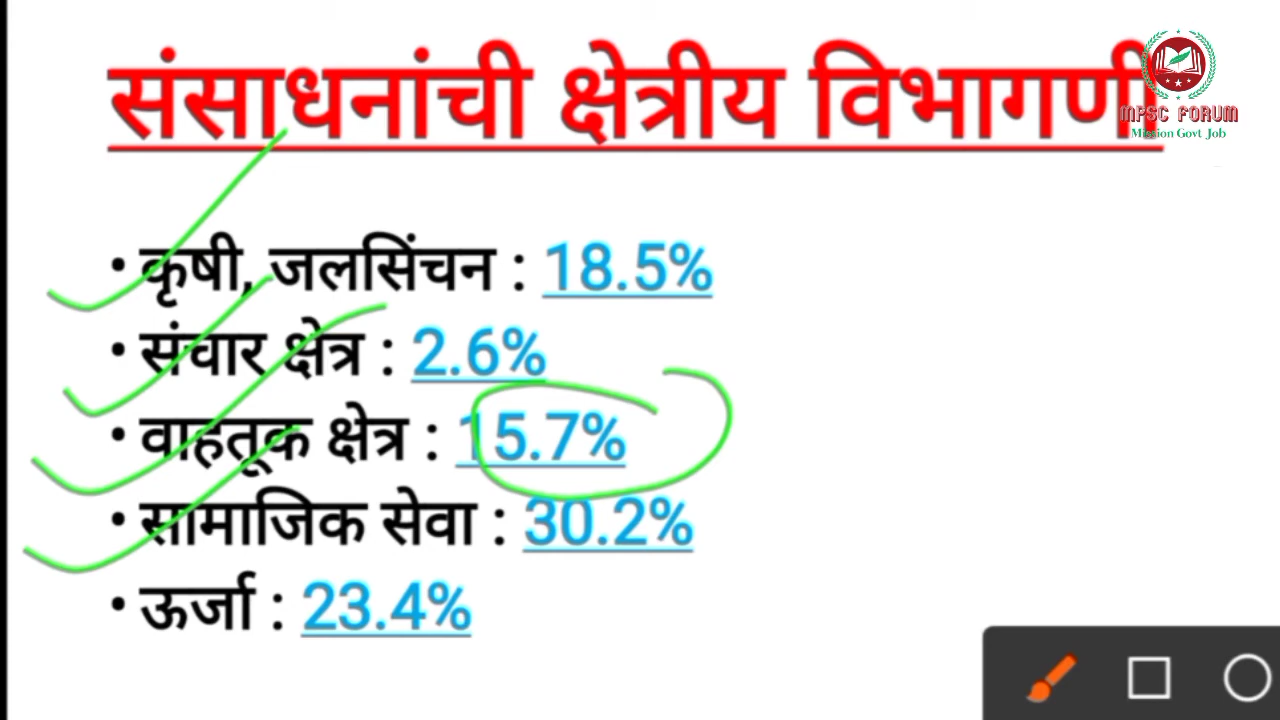 संसाधनांची क्षेत्रीय विभागणी
MPSC FORUM
Mission Govt Job
• कृषी, जलसिंचन : 18.5%
• संचार क्षेत्र : 2.6%
• वाहतूक क्षेत्र : 15.7%
• सामाजिक सेवा : 30.2%
• ऊर्जा : 23.4%